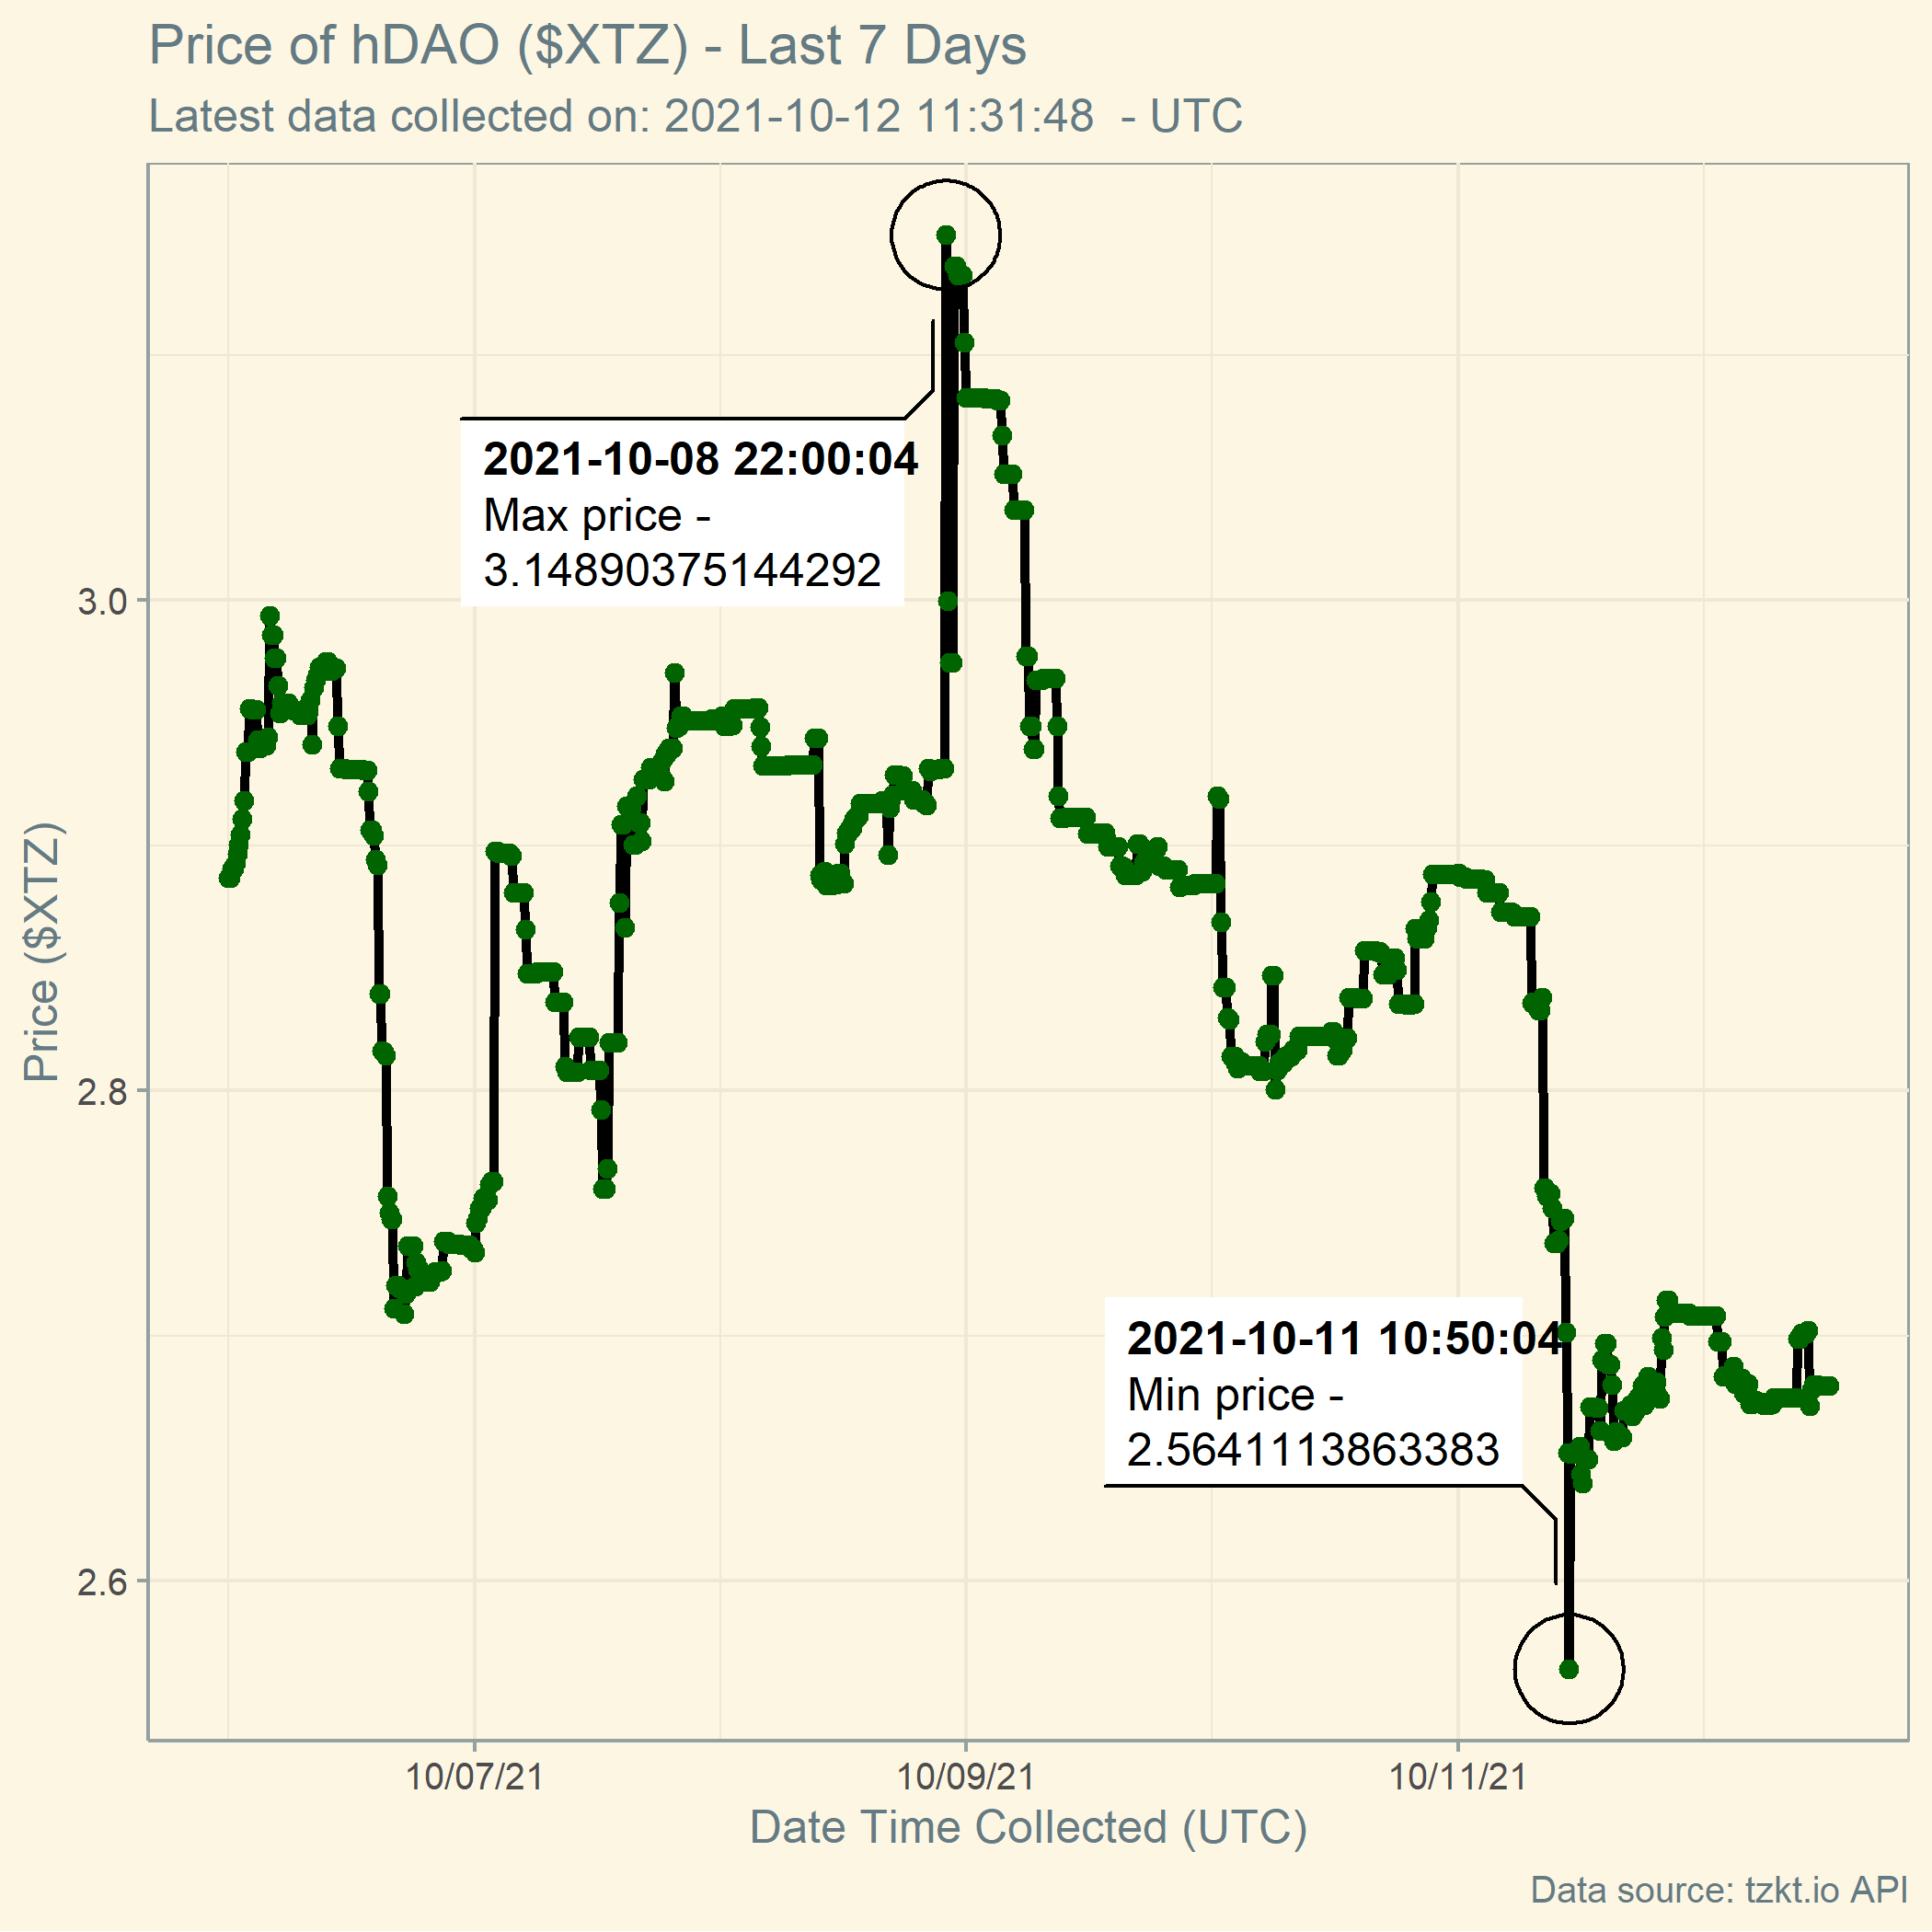 Price of hDAO ($XTZ) - Last 7 Days
Latest data collected on: 2021-10-12 11:31:48  - UTC
2021-10-08 22:00:04
Max price -
3.14890375144292
3.0
2.8
2.6
Price ($XTZ)
2021-10-11 10:50:04
Min price -
2.5641113863383
10/07/21
10/09/21
10/11/21
Date Time Collected (UTC)
Data source: tzkt.io API